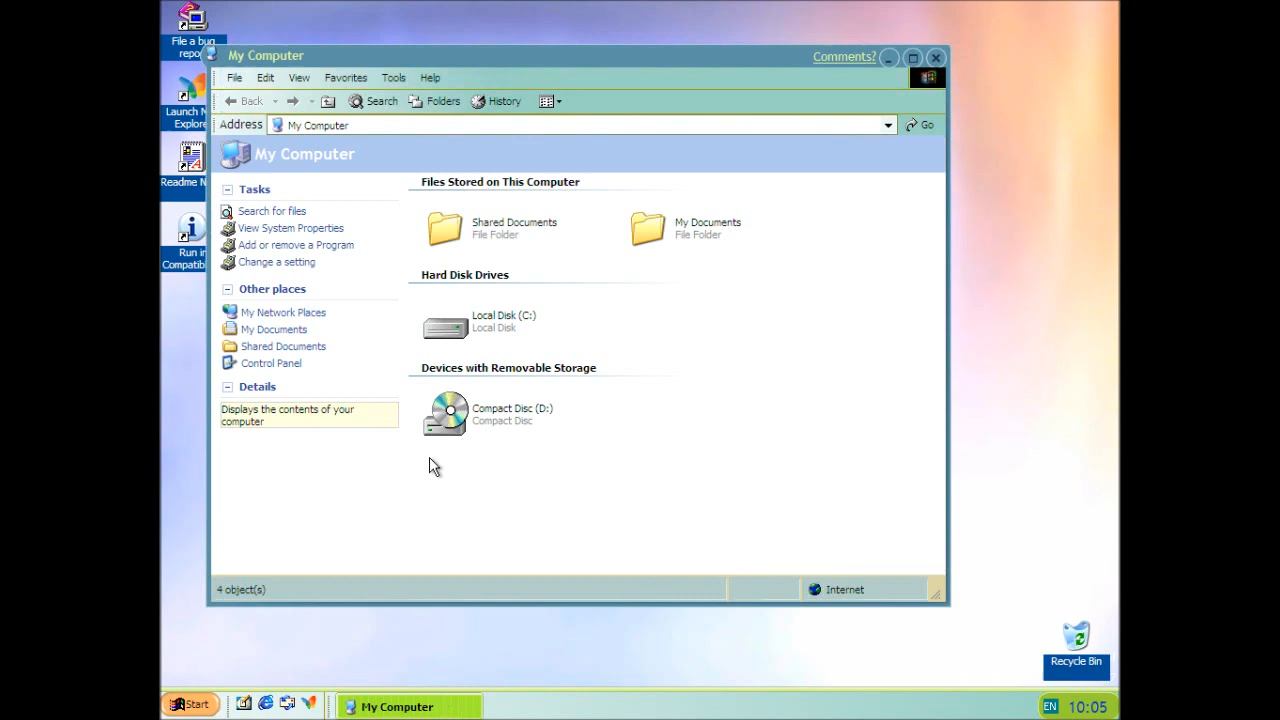 File a bug
repo
Launch N
Explore
Readme N
Run in
Compatib
My Computer
Comments?
File Edit View Favorites Tools Help
Back Search Folders History
Address My Computer Go
My Computer
Tasks
Search for files
View System Properties
Add or remove a Program
Change a setting
Other places
My Network Places
My Documents
Shared Documents
Control Panel
Details
Displays the contents of your
computer
Files Stored on This Computer
Shared Documents
File Folder
My Documents
File Folder
Hard Disk Drives
Local Disk (C:)
Local Disk
Devices with Removable Storage
Compact Disc (D:)
Compact Disc
4 object(s)
Internet
Recycle Bin
Start
My Computer
EN 10:05